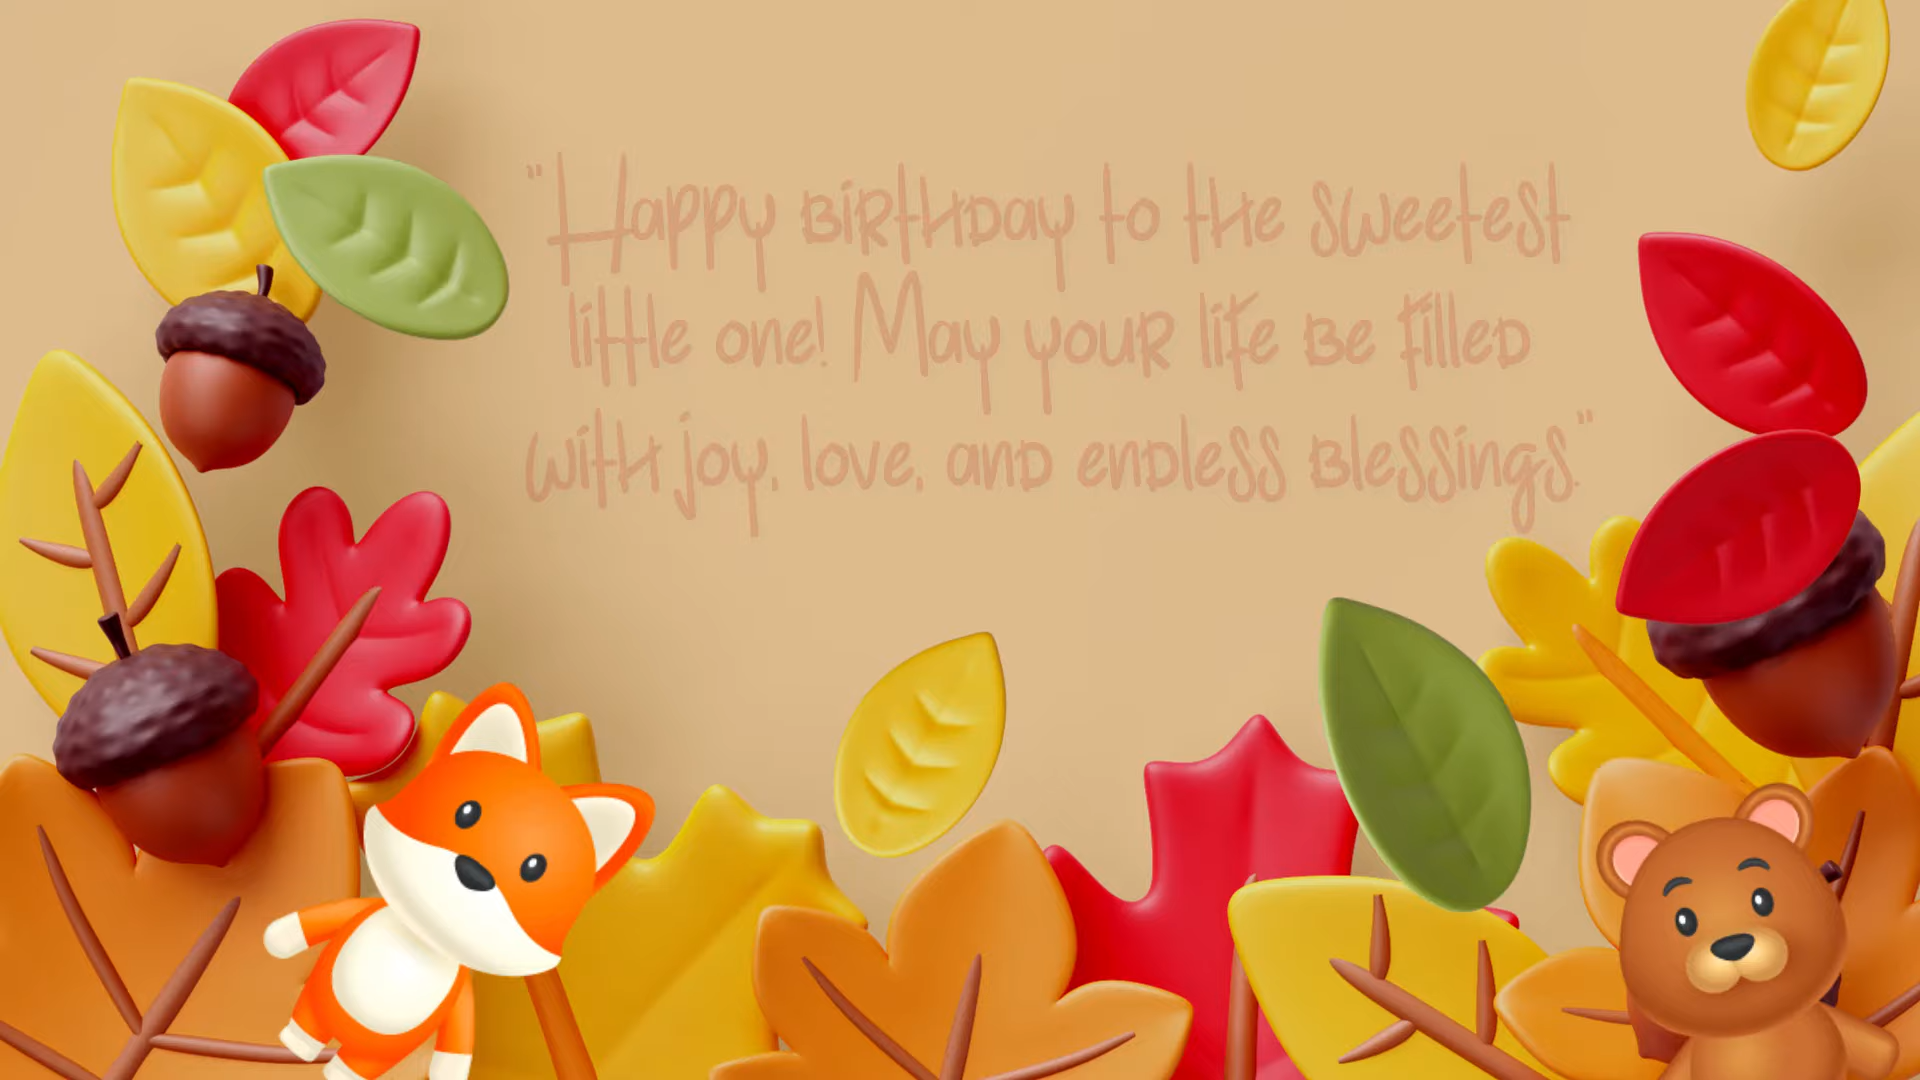 "Happy Birthday to the sweetest
little one! May your life be filled
with joy, love, and endless blessings."